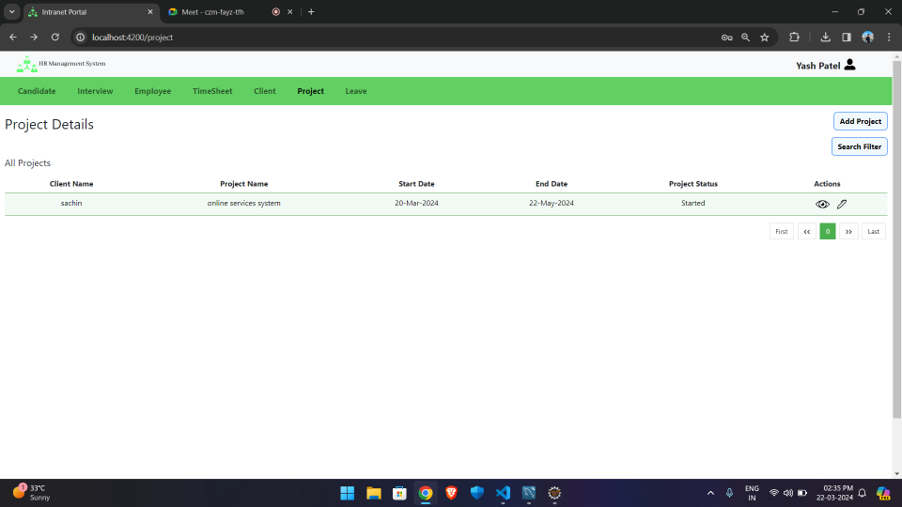 Intranet Portal
Meet - czm-fayz-tfh
localhost:4200/project
HR Management System
Yash Patel
Candidate Interview Employee TimeSheet Client Project Leave
Project Details
Add Project
Search Filter
All Projects
Client Name Project Name Start Date End Date Project Status Actions
sachin online services system 20-Mar-2024 22-May-2024 Started
First << 0 >> Last
1
33°C
Sunny
ENG
IN
02:35 PM
22-03-2024